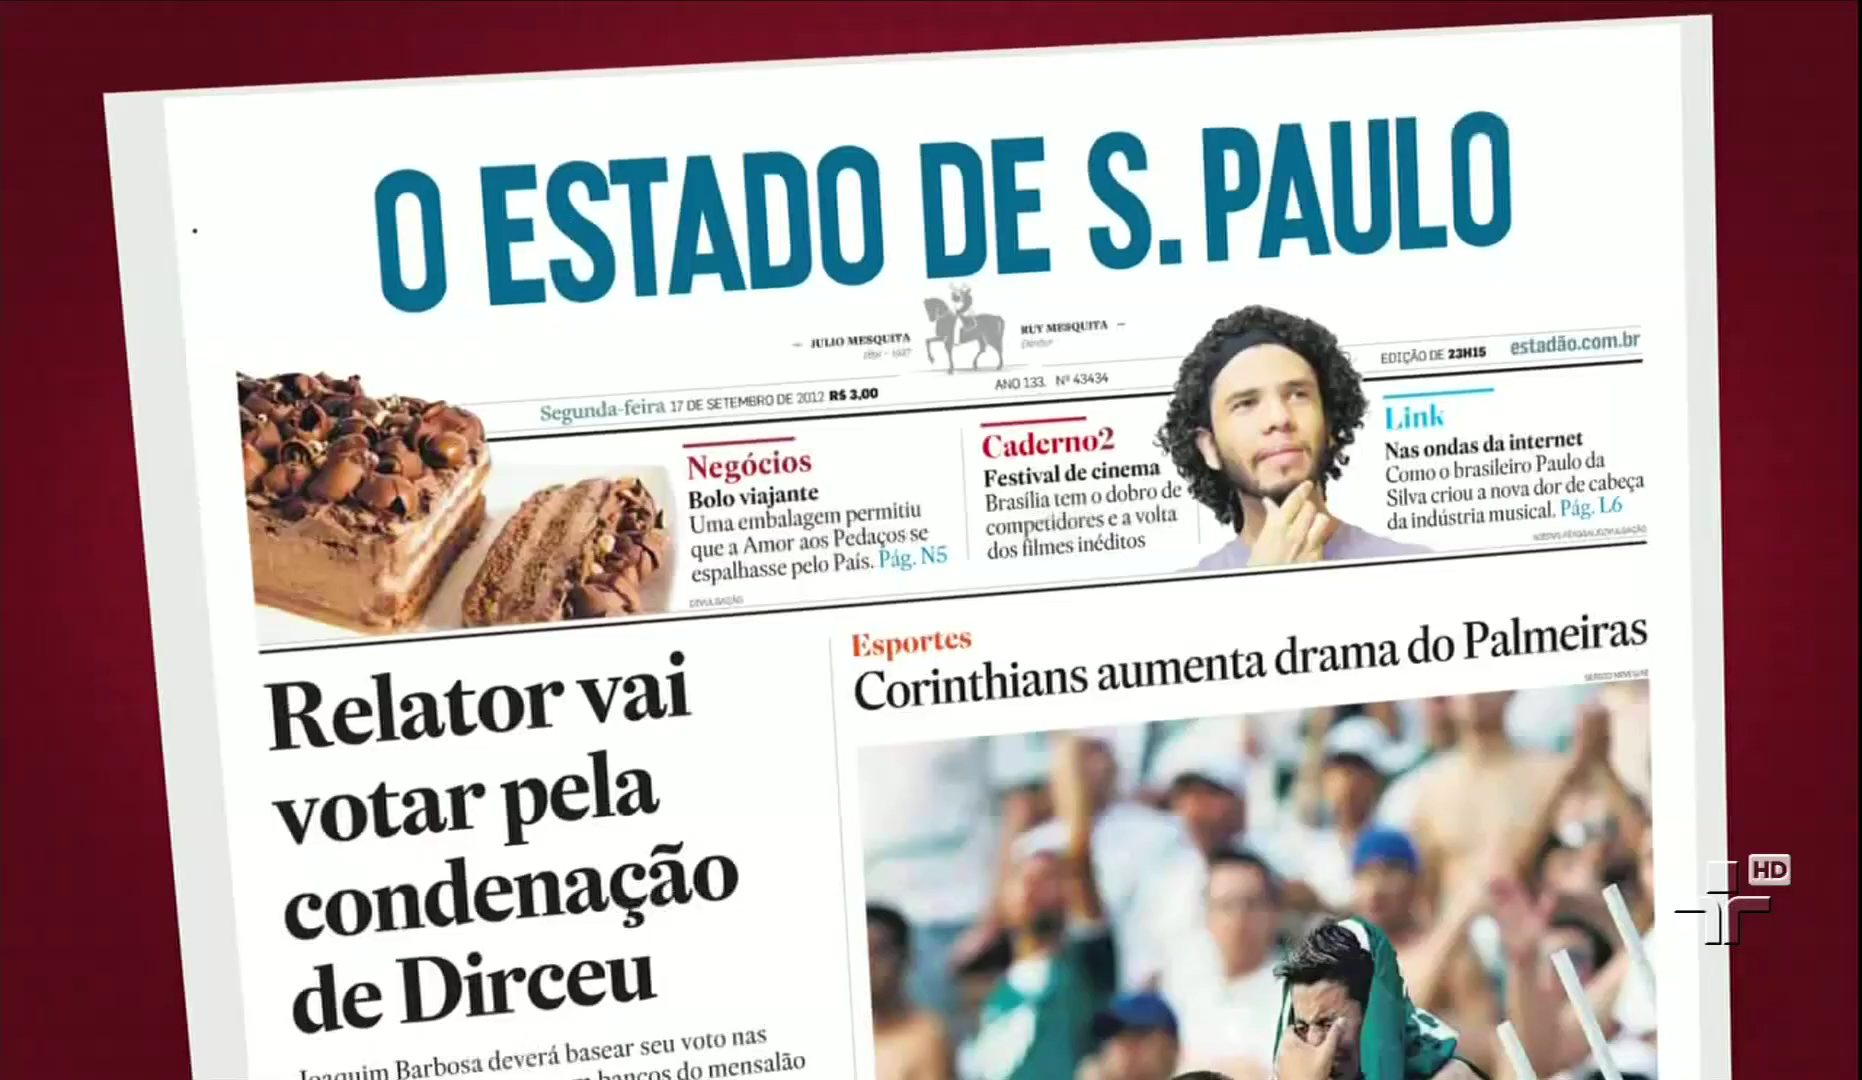 O ESTADO DE S. PAULO
JULIO MESQUITA
1891 - 1927
RUY MESQUITA
Diretor
Segunda-feira 17 DE SETEMBRO DE 2012 R$ 3,00
ANO 133 Nº 43434
EDIÇÃO DE 23H15
estadão.com.br
Negócios
Bolo viajante
Uma embalagem permitiu
que a Amor aos Pedaços se
espalhasse pelo País. Pág. N5
DIVULGAÇÃO
Caderno2
Festival de cinema
Brasília tem o dobro de
competidores e a volta
dos filmes inéditos
Link
Nas ondas da internet
Como o brasileiro Paulo da
Silva criou a nova dor de cabeça
da indústria musical. Pág. L6
Relator vai
votar pela
condenação
de Dirceu
Joaquim Barbosa deverá basear seu voto nas
bancos do mensalão
Esportes
Corinthians aumenta drama do Palmeiras
HD